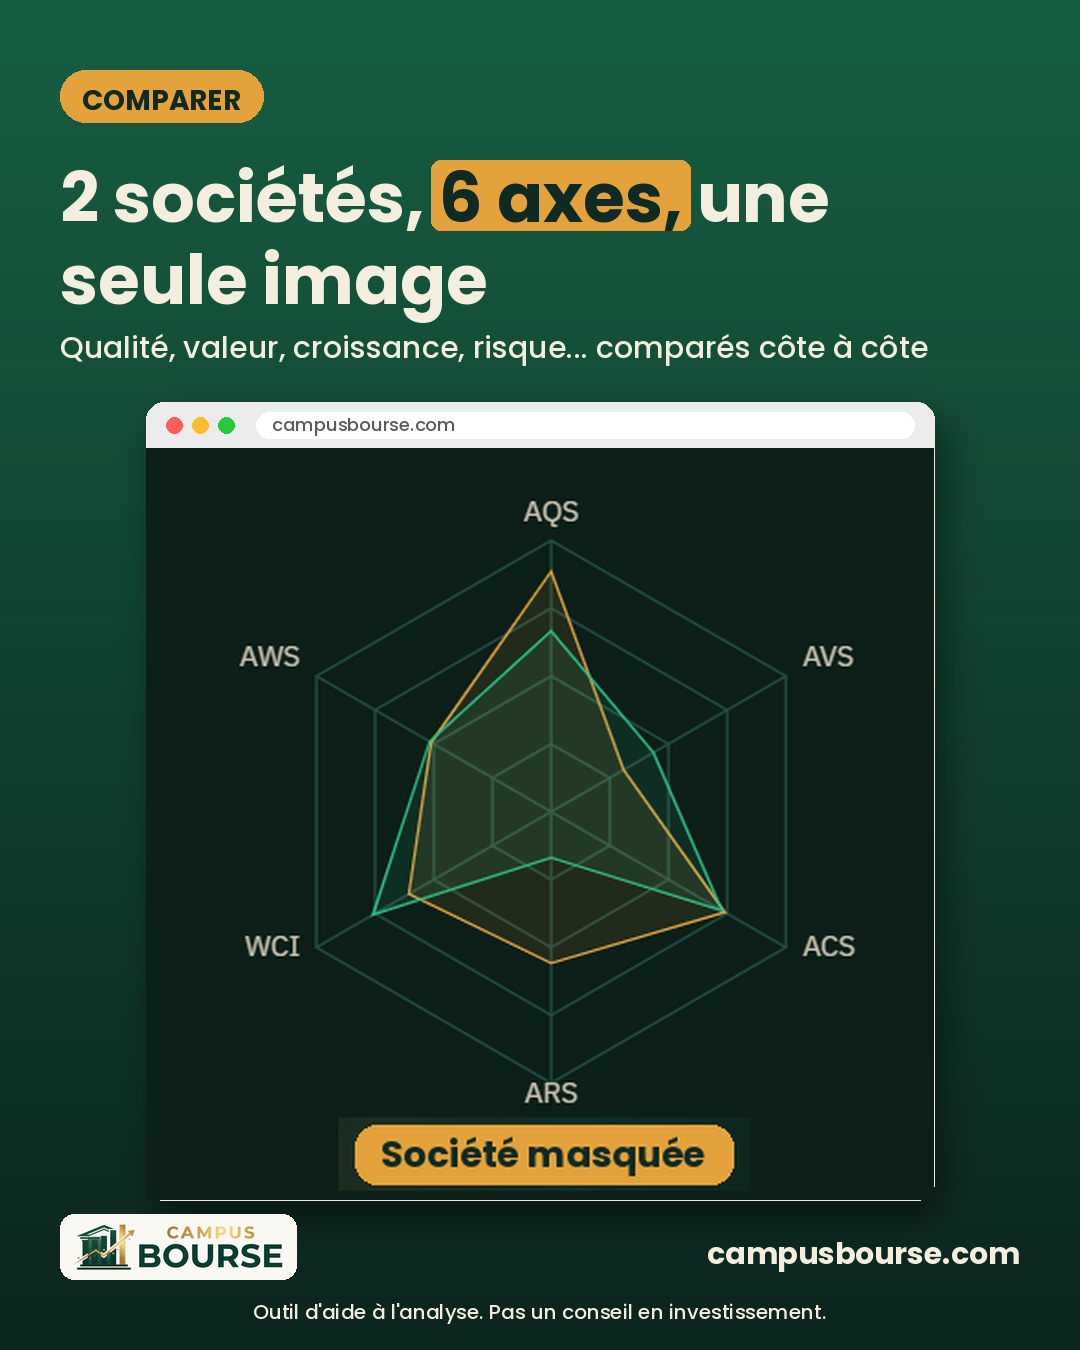 COMPARER
2 sociétés, 6 axes, une
seule image
Qualité, valeur, croissance, risque... comparés côte à côte
campusbourse.com
AQS
AWS
AVS
WCI
ACS
ARS
Société masquée
CAMPUS
BOURSE
campusbourse.com
Outil d'aide à l'analyse. Pas un conseil en investissement.